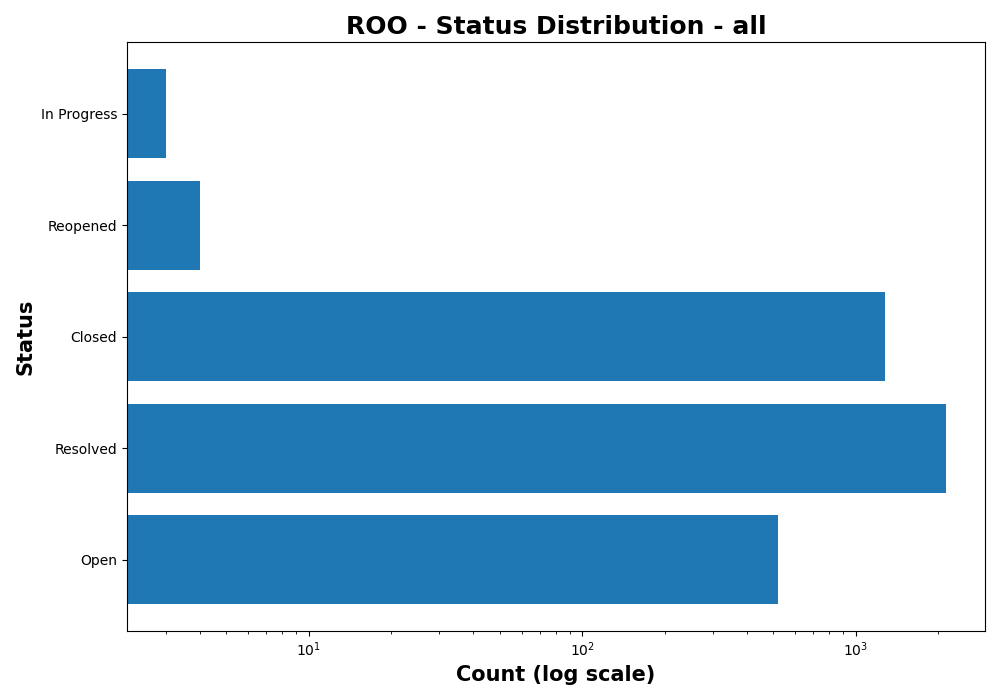 ROO - Status Distribution - all
In Progress
Reopened
Closed
Resolved
Open
Status
10¹ 10² 10³
Count (log scale)